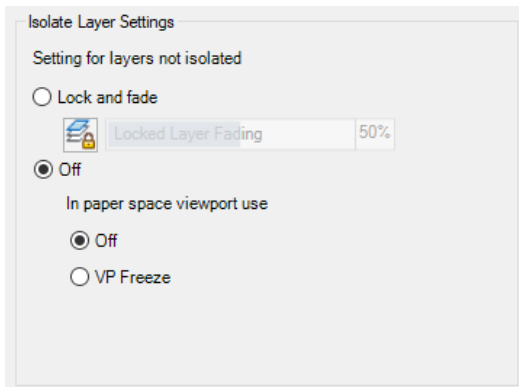 Isolate Layer Settings
Setting for layers not isolated
Lock and fade
Locked Layer Fading 50%
Off
In paper space viewport use
Off
VP Freeze